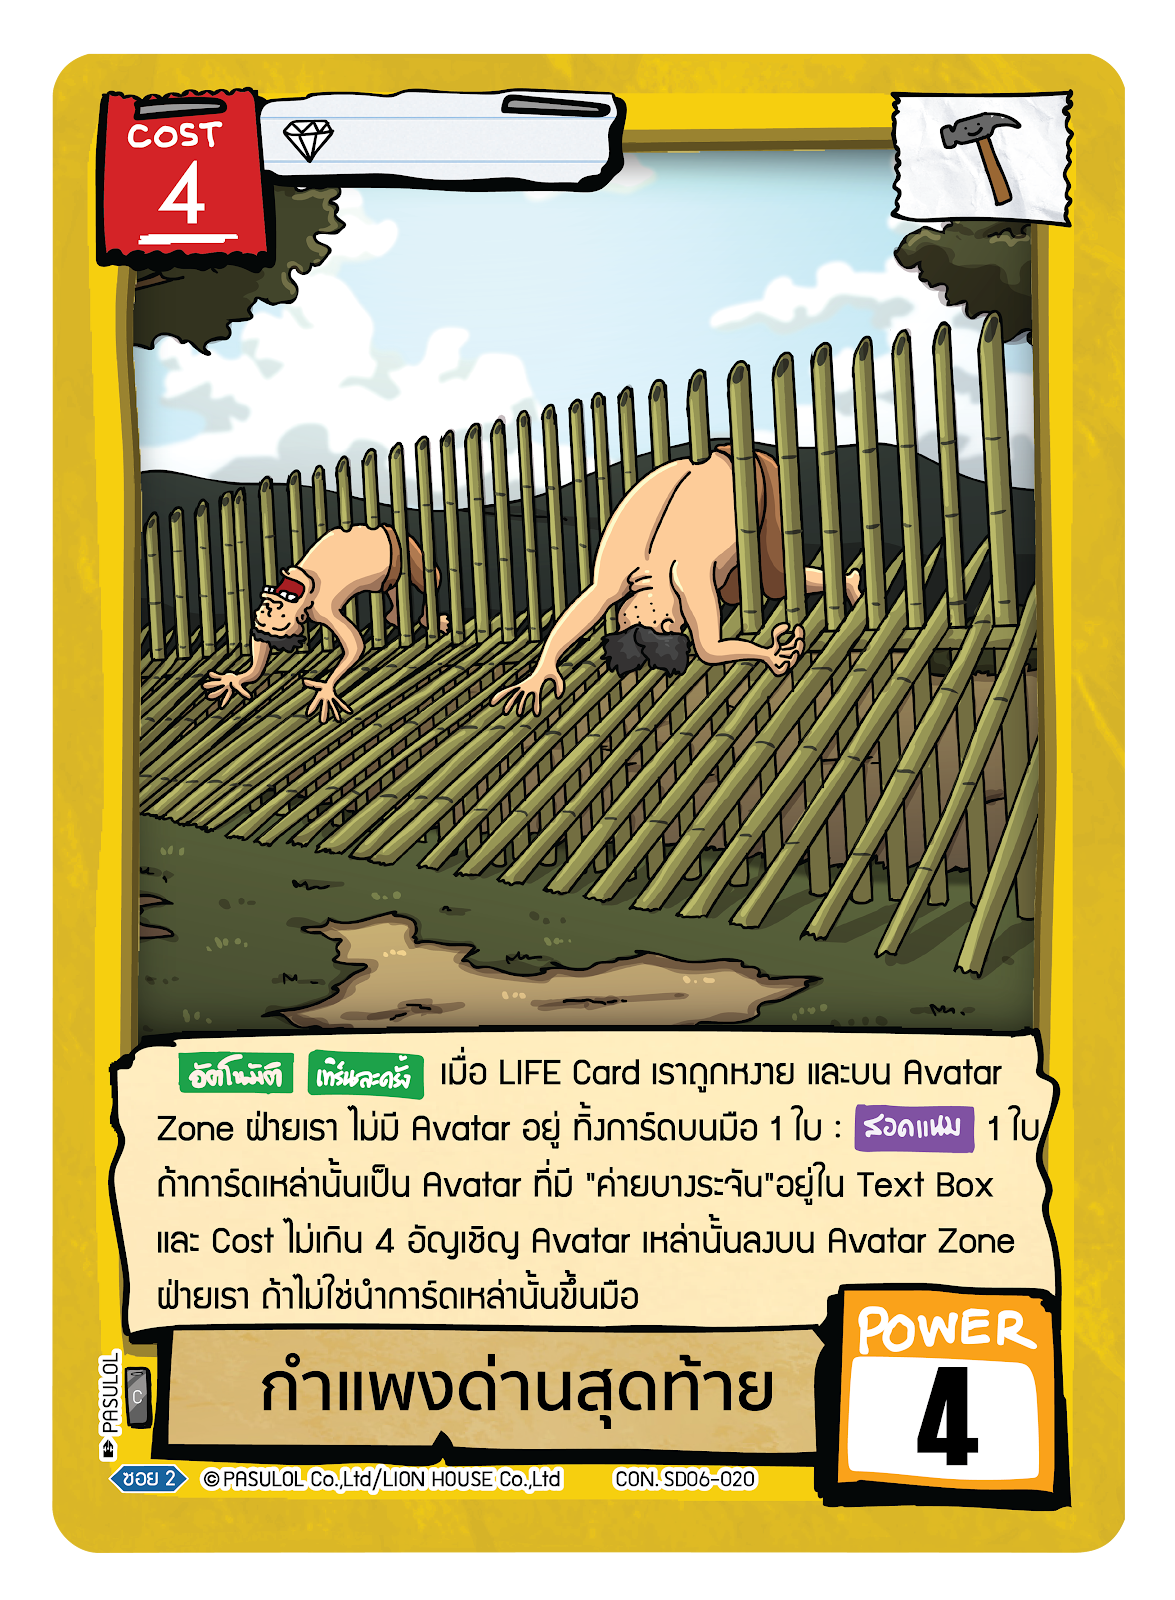 COST
4
อัตโนมัติ เทิร์นละครั้ง เมื่อ LIFE Card เราถูกหงาย และบน Avatar
Zone ฝ่ายเรา ไม่มี Avatar อยู่ ทิ้งการ์ดบนมือ 1 ใบ : สอดแนม 1 ใบ
ถ้าการ์ดเหล่านั้นเป็น Avatar ที่มี "ค่ายบางระจัน"อยู่ใน Text Box
และ Cost ไม่เกิน 4 อัญเชิญ Avatar เหล่านั้นลงบน Avatar Zone
ฝ่ายเรา ถ้าไม่ใช่นำการ์ดเหล่านั้นขึ้นมือ
POWER
4
กำแพงด่านสุดท้าย
PASULOL
C
ซอย 2 © PASULOL Co.,Ltd/LION HOUSE Co.,Ltd CON. SD06-020